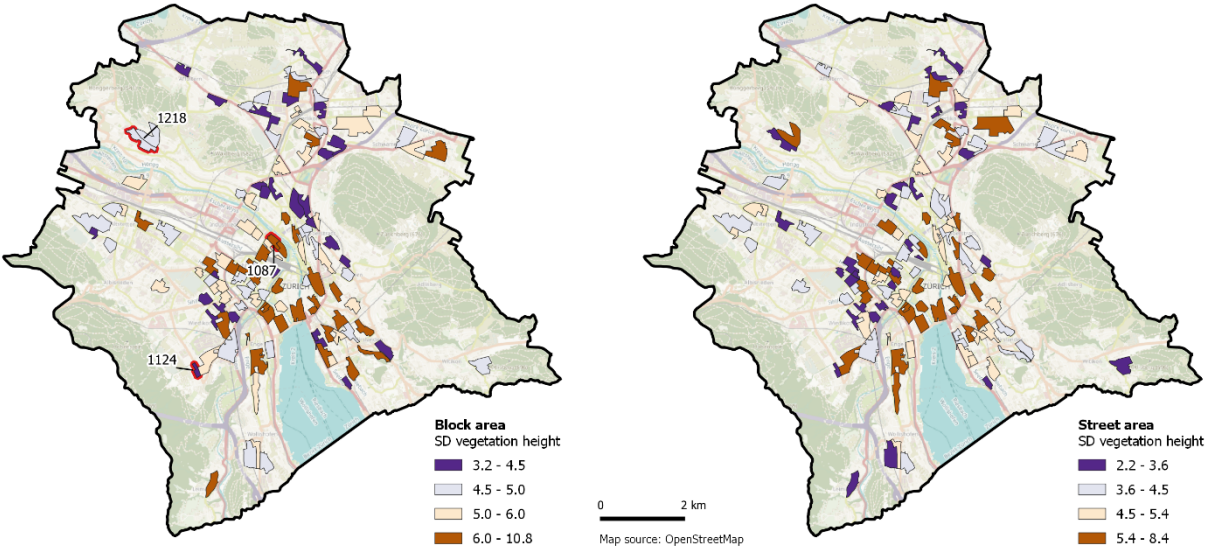 1218
1087
ZÜRICH
1124
Block area
SD vegetation height
3.2 - 4.5
4.5 - 5.0
5.0 - 6.0
6.0 - 10.8
0 2 km
Map source: OpenStreetMap
ZÜRICH
Street area
SD vegetation height
2.2 - 3.6
3.6 - 4.5
4.5 - 5.4
5.4 - 8.4